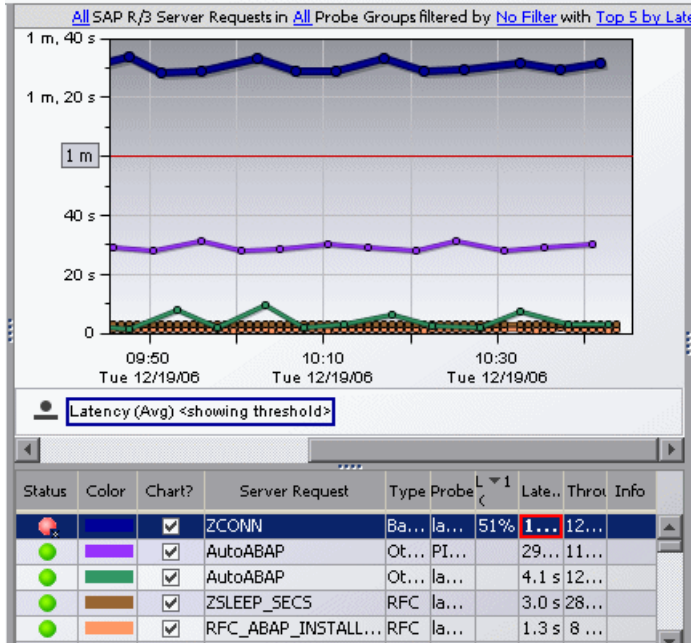 All SAP R/3 Server Requests in All Probe Groups filtered by No Filter with Top 5 by Late
1 m, 40 s
1 m, 20 s
1 m
40 s
20 s
0
09:50 10:10 10:30
Tue 12/19/06 Tue 12/19/06 Tue 12/19/06
Latency (Avg) <showing threshold>
Status Color Chart? Server Request Type Probe L 1 ( Late.. Throu Info
ZCONN Ba... la... 51% 1... 12...
AutoABAP Ot... PI... 29... 11...
AutoABAP Ot... la... 4.1 s 12...
ZSLEEP_SECS RFC la... 3.0 s 28...
RFC_ABAP_INSTALL... RFC la... 1.3 s 8 ...